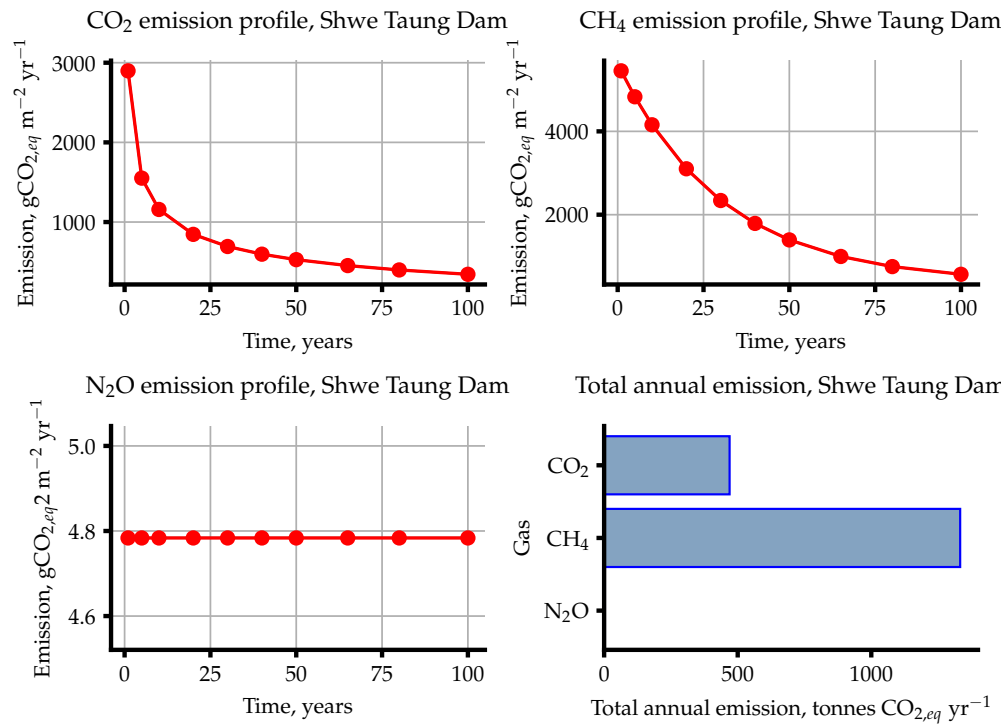 CO₂ emission profile, Shwe Taung Dam
Emission, gCO₂,eq m⁻² yr⁻¹
3000
2000
1000
0 25 50 75 100
Time, years
CH₄ emission profile, Shwe Taung Dam
Emission, gCO₂,eq m⁻² yr⁻¹
4000
2000
0 25 50 75 100
Time, years
N₂O emission profile, Shwe Taung Dam
Emission, gCO₂,eq2 m⁻² yr⁻¹
5.0
4.8
4.6
0 25 50 75 100
Time, years
Total annual emission, Shwe Taung Dam
Gas
CO₂
CH₄
N₂O
0 500 1000
Total annual emission, tonnes CO₂,eq yr⁻¹